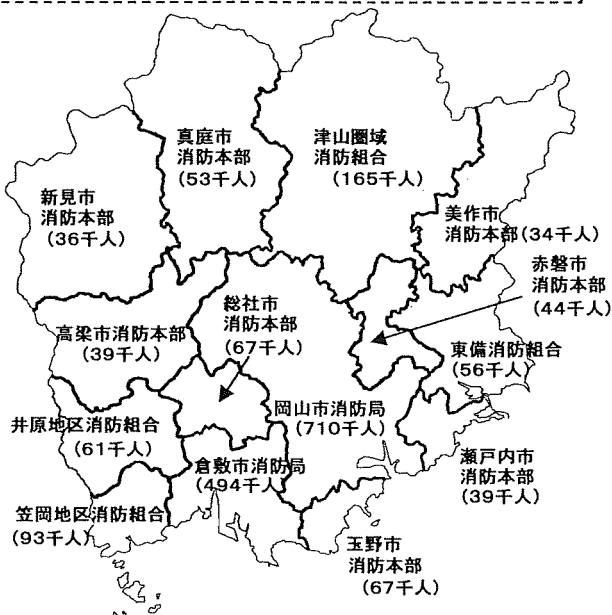 真庭市
消防本部
(53千人)
津山圏域
消防組合
(165千人)
新見市
消防本部
(36千人)
美作市
消防本部(34千人)
赤磐市
消防本部
(44千人)
総社市
消防本部
(67千人)
高梁市消防本部
(39千人)
東備消防組合
(56千人)
岡山市消防局
(710千人)
井原地区消防組合
(61千人)
倉敷市消防局
(494千人)
瀬戸内市
消防本部
(39千人)
笠岡地区消防組合
(93千人)
玉野市
消防本部
(67千人)